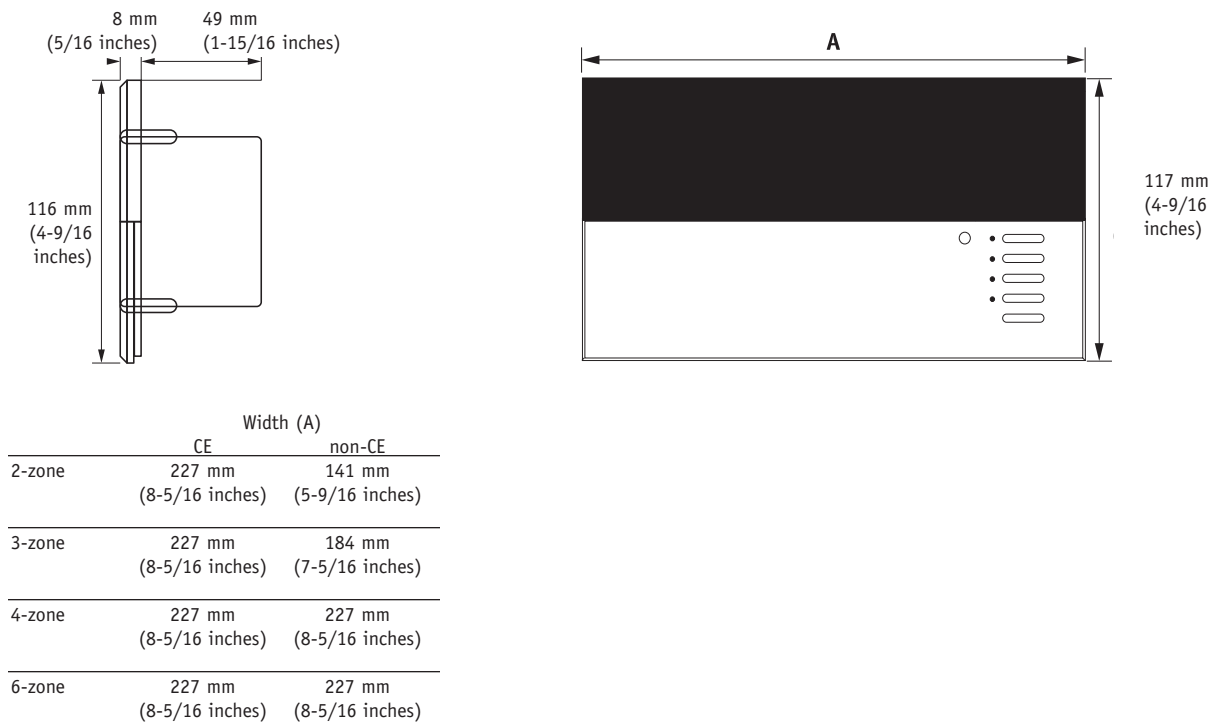 8 mm
(5/16 inches)
49 mm
(1-15/16 inches)
116 mm
(4-9/16
inches)
A
117 mm
(4-9/16
inches)
Width (A)
CE non-CE
2-zone 227 mm 141 mm
(8-5/16 inches) (5-9/16 inches)
3-zone 227 mm 184 mm
(8-5/16 inches) (7-5/16 inches)
4-zone 227 mm 227 mm
(8-5/16 inches) (8-5/16 inches)
6-zone 227 mm 227 mm
(8-5/16 inches) (8-5/16 inches)